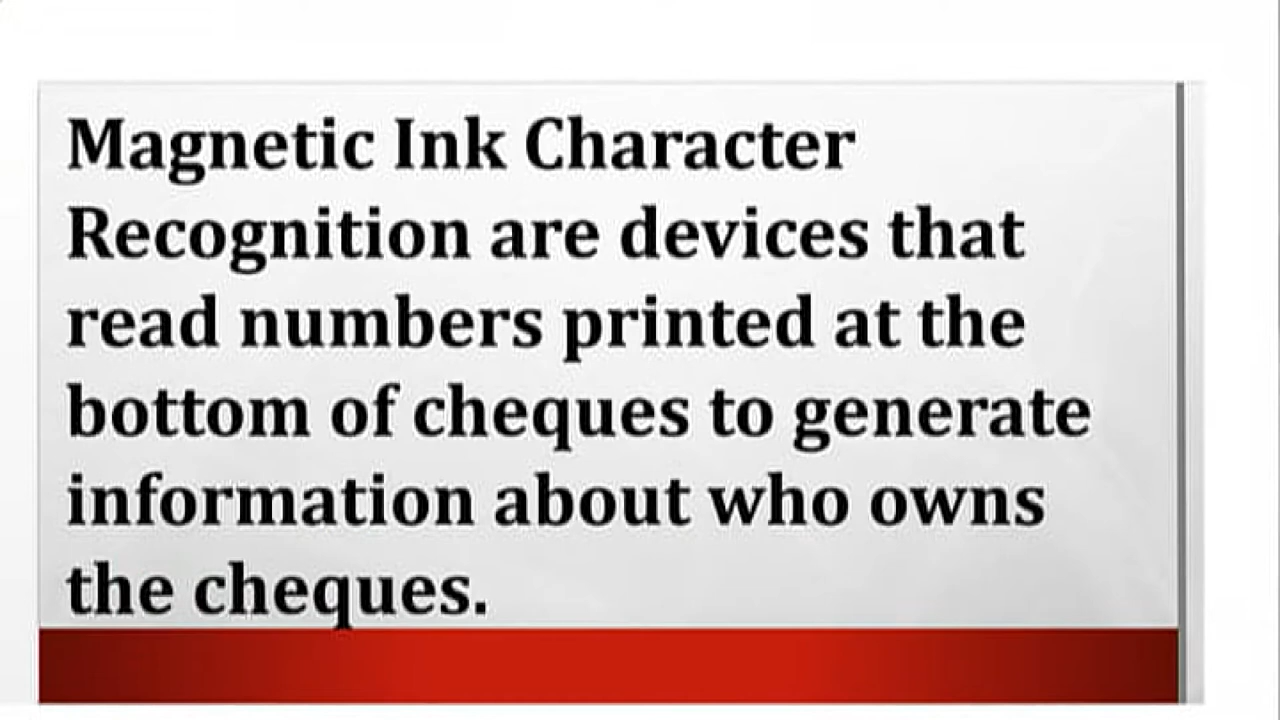 Magnetic Ink Character
Recognition are devices that
read numbers printed at the
bottom of cheques to generate
information about who owns
the cheques.